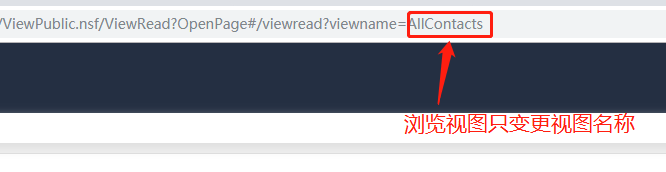 /ViewPublic.nsf/ViewRead?OpenPage#/viewread?viewname=AllContacts
浏览视图只变更视图名称